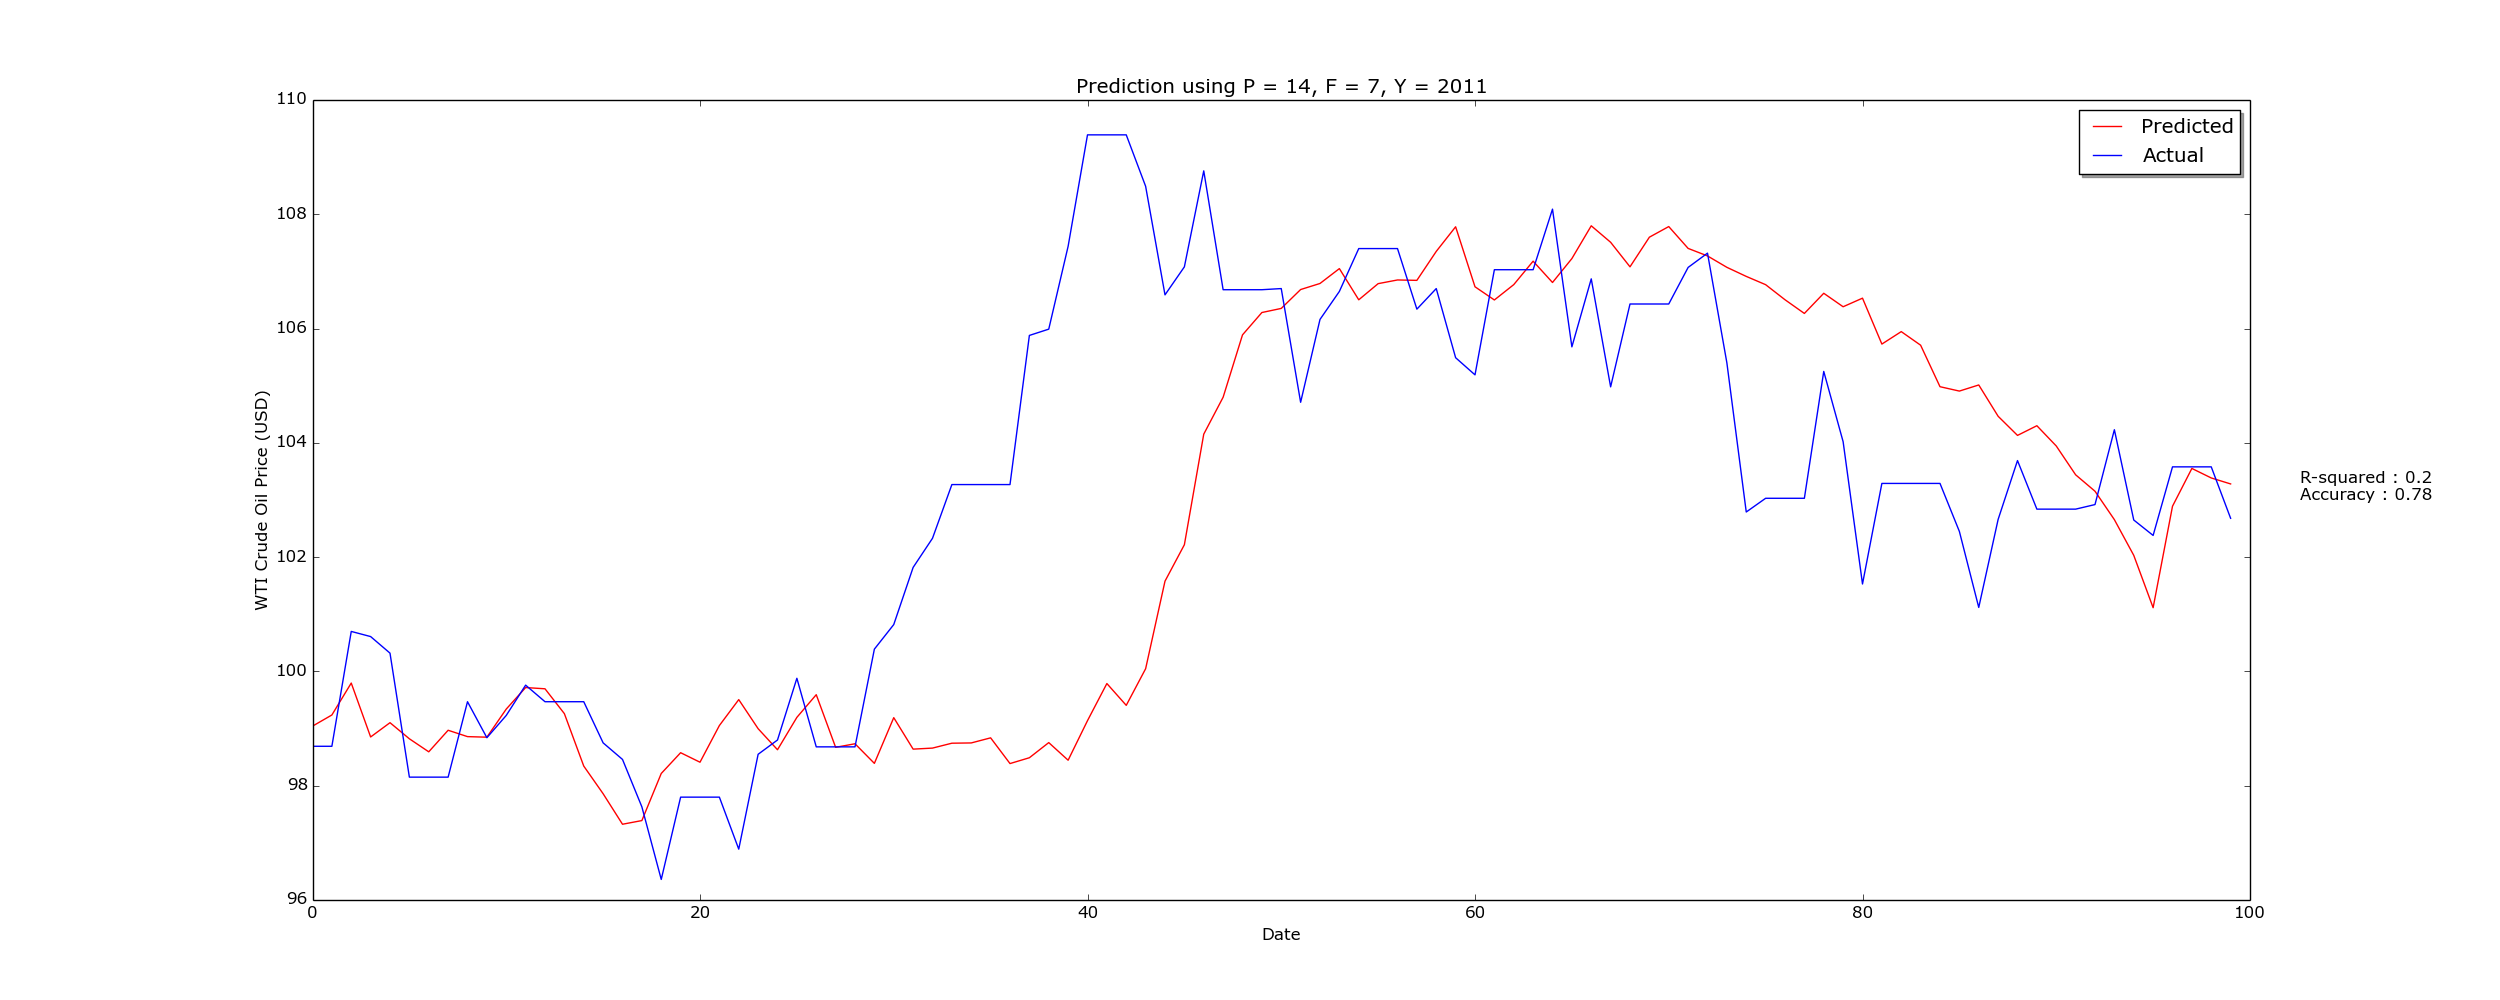 Prediction using P = 14, F = 7, Y = 2011
110
108
106
104
102
100
98
96
WTI Crude Oil Price (USD)
Predicted
Actual
R-squared : 0.2
Accuracy : 0.78
0 20 40 60 80 100
Date